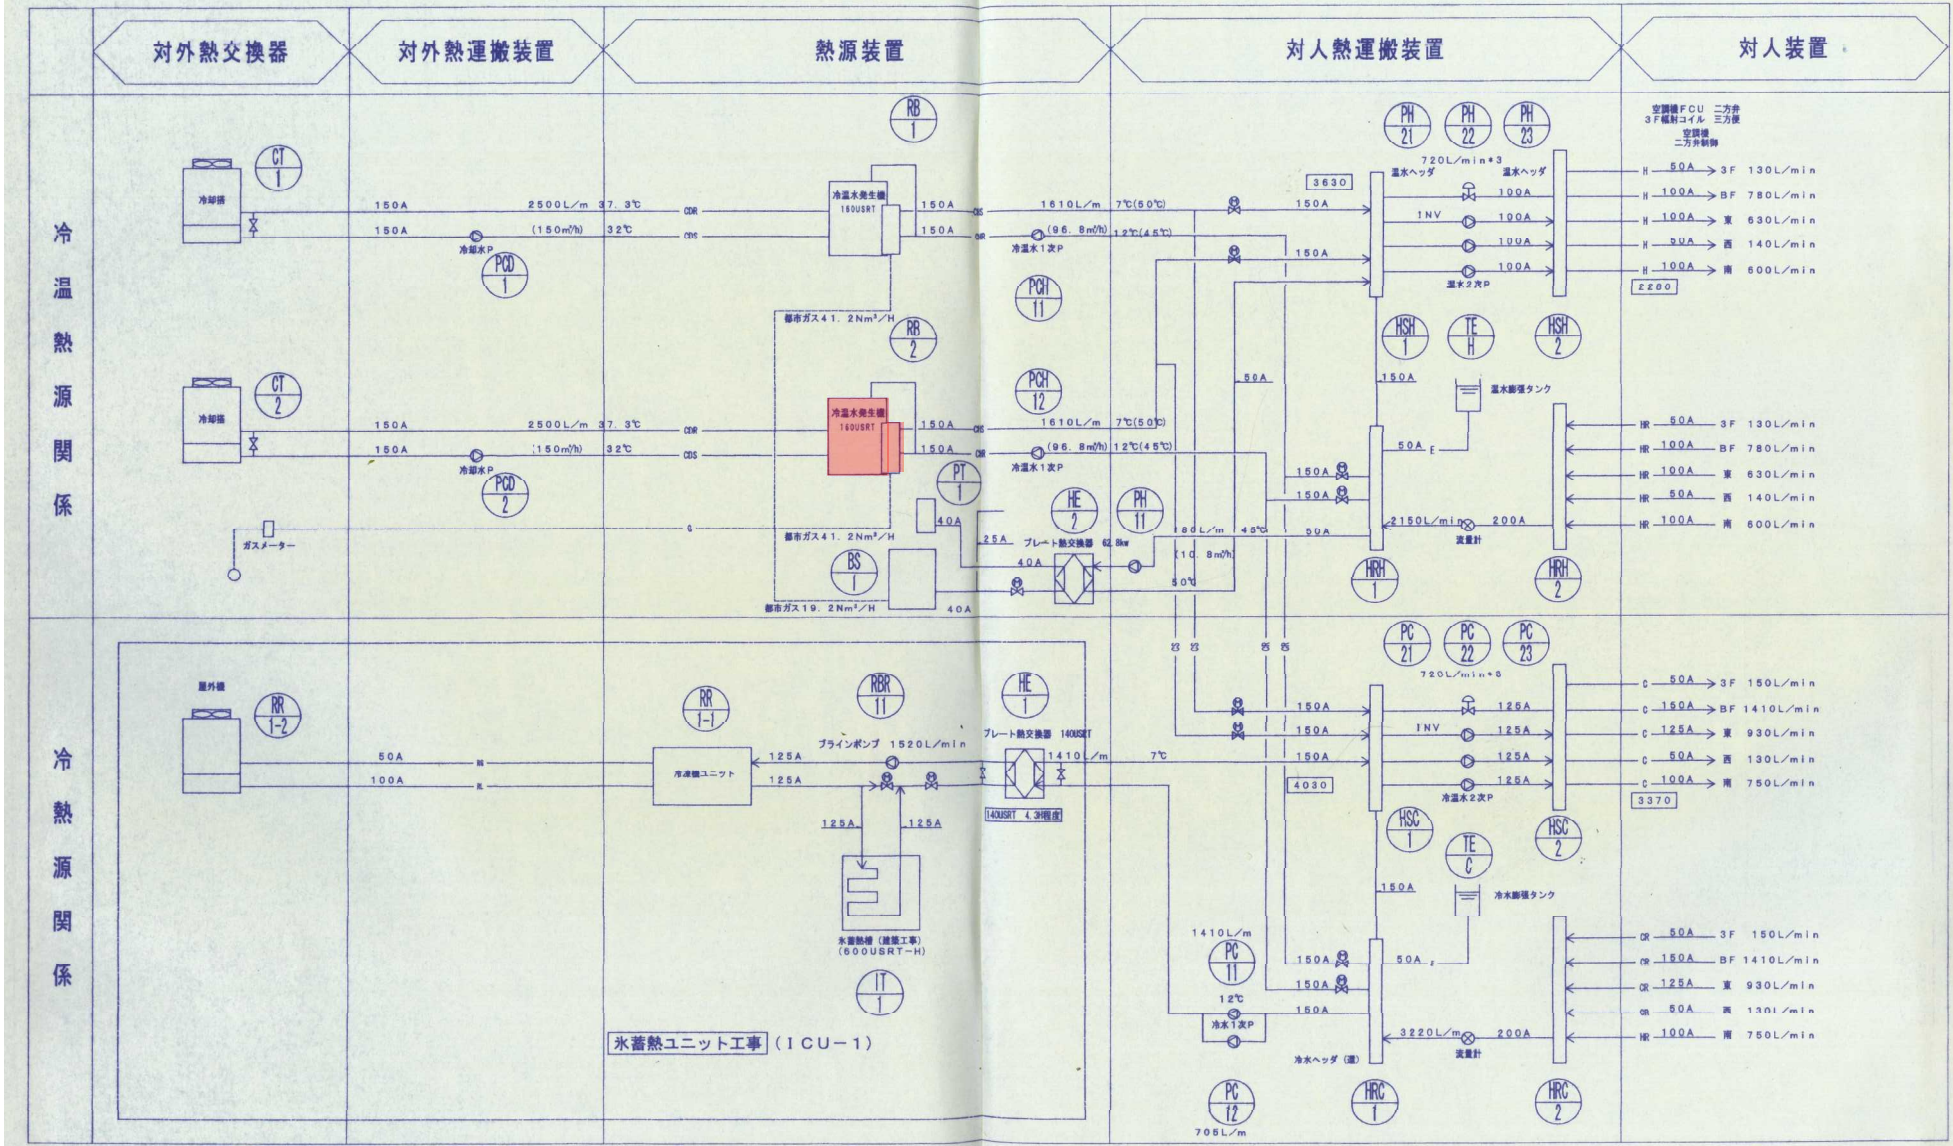 対外熱交換器
対外熱運搬装置
熱源装置
対人熱運搬装置
対人装置
冷温熱源関係
冷熱源関係
CT
1
冷却塔
150A
150A
冷却水P
PCD
1
2500L/m 37.3℃
(150㎥/h) 32℃
CDR
CDS
RB
1
冷温水発生機
160USRT
150A
150A
1610L/m 7℃(50℃)
(96.8㎥/h) 12℃(45℃)
冷温水1次P
PCH
11
都市ガス41.2Nm³/H
CT
2
冷却塔
150A
150A
冷却水P
PCD
2
2500L/m 37.3℃
(150㎥/h) 32℃
CDR
CDS
RB
2
冷温水発生機
160USRT
150A
150A
PCH
12
1610L/m 7℃(50℃)
(96.8㎥/h) 12℃(45℃)
冷温水1次P
ガスメーター
G
都市ガス41.2Nm³/H
都市ガス19.2Nm³/H
PT
1
40A
BS
1
40A
25A
40A
HE
2
プレート熱交換器 62.8kw
PH
11
180L/m 45℃
(10.8㎥/h)
50℃
50A
50A
PH
21
PH
22
PH
23
720L/min*3
温水ヘッダ
温水ヘッダ
3630
150A
150A
100A
INV
100A
100A
100A
温水2次P
HSH
1
TE
H
HSH
2
150A
温水膨張タンク
50A E
150A
150A
2150L/min
200A
流量計
HRH
1
HRH
2
空調機FCU 二方弁
3F輻射コイル 三方便
空調機
二方弁制御
H 50A 3F 130L/min
H 100A BF 780L/min
H 100A 東 630L/min
H 50A 西 140L/min
H 100A 南 600L/min
2280
HR 50A 3F 130L/min
HR 100A BF 780L/min
HR 100A 東 630L/min
HR 50A 西 140L/min
HR 100A 南 600L/min
屋外機
RR
1-2
50A
100A
RR
1-1
冷凍機ユニット
RBR
11
ブラインポンプ 1520L/min
125A
125A
125A
125A
氷蓄熱槽(建築工事)
(600USRT-H)
IT
1
HE
1
プレート熱交換器 140USRT
1410L/m
7℃
140USRT 4.3H程度
氷蓄熱ユニット工事 (ICU-1)
PC
21
PC
22
PC
23
720L/min*3
150A
150A
150A
4030
125A
INV
125A
125A
125A
冷温水2次P
HSC
1
TE
C
HSC
2
150A
冷水膨張タンク
50A
150A
150A
150A
1410L/m
PC
11
12℃
冷水1次P
PC
12
705L/m
冷水ヘッダ(還)
3220L/m
200A
流量計
HRC
1
HRC
2
C 50A 3F 150L/min
C 150A BF 1410L/min
C 125A 東 930L/min
C 50A 西 130L/min
C 100A 南 750L/min
3370
CR 50A 3F 150L/min
CR 150A BF 1410L/min
CR 125A 東 930L/min
CR 50A 西 130L/min
HR 100A 南 750L/min